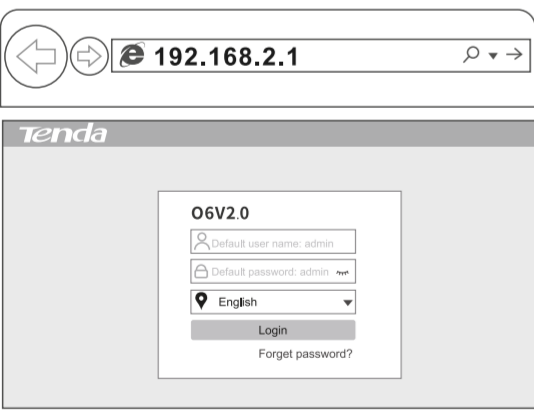 192.168.2.1
Tenda
O6V2.0
Default user name: admin
Default password: admin
English
Login
Forget password?